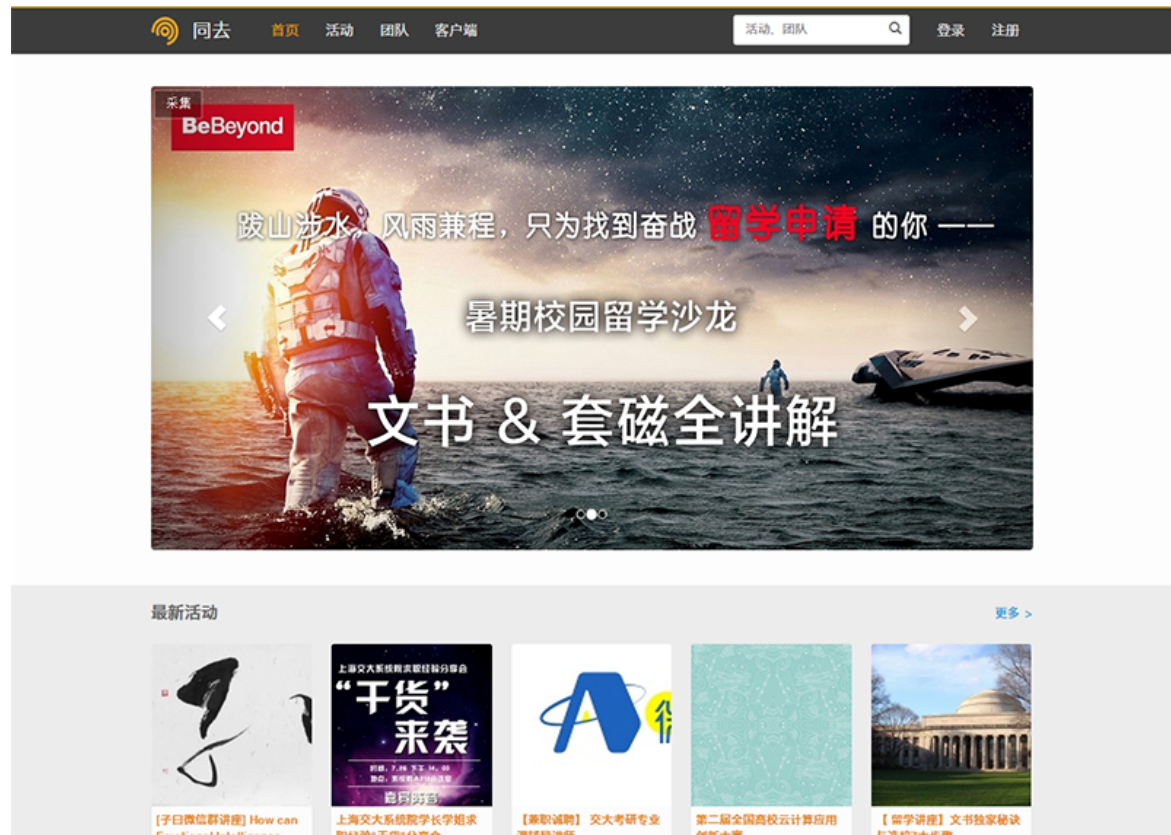 同去
首页
活动
团队
客户端
活动, 团队
登录
注册
采集
BeBeyond
跋山涉水，风雨兼程，只为找到奋战 留学申请 的你 ——
暑期校园留学沙龙
文书 & 套磁全讲解
最新活动
更多 >
上海交大系统院求职经验分享会
“干货”
来袭
[子曰微信群讲座] How can
上海交大系统院学长学姐求
【兼职诚聘】 交大考研专业
第二届全国高校云计算应用
【 留学讲座】文书独家秘诀